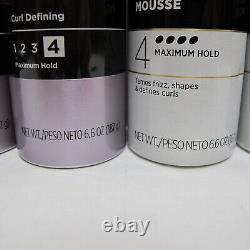 Curl Defining
1 2 3 4
Maximum Hold
NET WT./PESO NETO 6.6 OZ. (187 g)
MOUSSE
4
MAXIMUM HOLD
Tames frizz, shapes
& defines curls
NET WT./PESO NETO 6.6 OZ.
g)